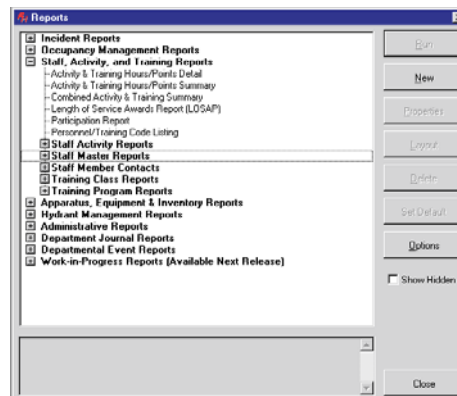 Reports
Incident Reports
Occupancy Management Reports
Staff, Activity, and Training Reports
Activity & Training Hours/Points Detail
Activity & Training Hours/Points Summary
Combined Activity & Training Summary
Length of Service Awards Report (LOSAP)
Participation Report
Personnel/Training Code Listing
Staff Activity Reports
Staff Master Reports
Staff Member Contacts
Training Class Reports
Training Program Reports
Apparatus, Equipment & Inventory Reports
Hydrant Management Reports
Administrative Reports
Department Journal Reports
Departmental Event Reports
Work-in-Progress Reports (Available Next Release)
Run
New
Properties
Layout
Delete
Set Default
Options
Show Hidden
Close